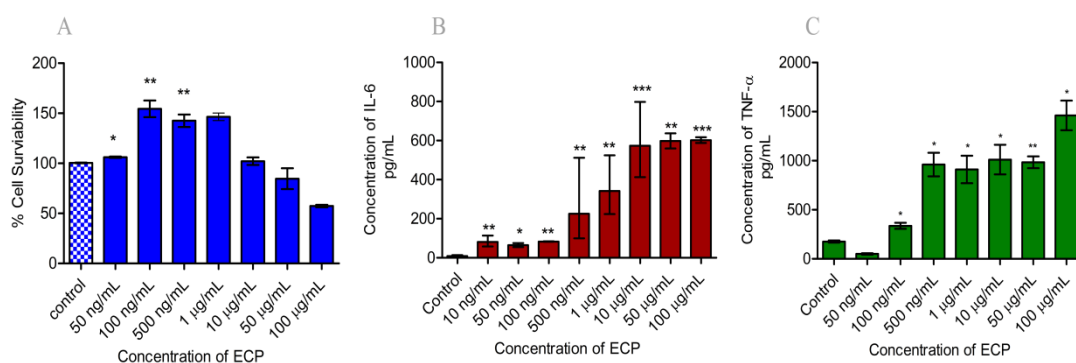 A
% Cell Surviability
200
150
100
50
0
*
**
**
control
50 ng/mL
100 ng/mL
500 ng/mL
1 µg/mL
10 µg/mL
50 µg/mL
100 µg/mL
Concentration of ECP
B
Concentration of IL-6
pg/mL
1000
800
600
400
200
0
**
*
**
**
**
***
**
***
Control
10 ng/mL
50 ng/mL
100 ng/mL
500 ng/mL
1 µg/mL
10 µg/mL
50 µg/mL
100 µg/mL
Concentration of ECP
C
Concentration of TNF-α
pg/mL
2000
1500
1000
500
0
*
*
*
*
**
*
Control
50 ng/mL
100 ng/mL
500 ng/mL
1 µg/mL
10 µg/mL
50 µg/mL
100 µg/mL
Concentration of ECP